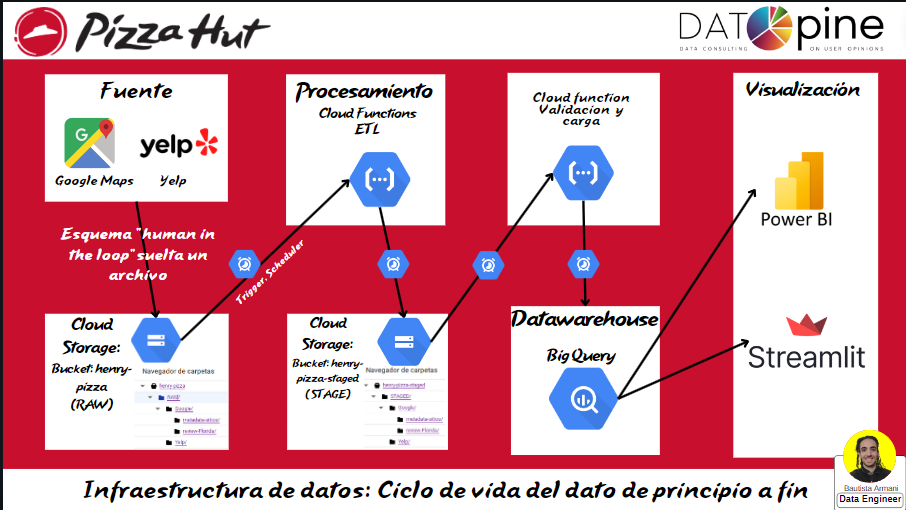 Pizza Hut
DATOpine
DATA CONSULTING
ON USER OPINIONS
Fuente
Google Maps
yelp
Yelp
Esquema "human in
the loop" suelta un
archivo
Cloud
Storage:
Bucket: henry-
pizza
(RAW)
Navegador de carpetas
henry-pizza
RAW/
Google/
metadata-sitios/
review-Florida/
Yelp/
Trigger, Scheduler
Procesamiento
Cloud Functions
ETL
Cloud
Storage:
Bucket: henry-
pizza-staged
(STAGE)
Navegador de carpetas
henry-pizza-staged
STAGED/
Google/
metadata-sitios/
review-Florida/
Yelp/
Cloud function
Validacion y
carga
Datawarehouse
Big Query
Visualización
Power BI
Streamlit
Infraestructura de datos: Ciclo de vida del dato de principio a fin
Bautista Armani
Data Engineer